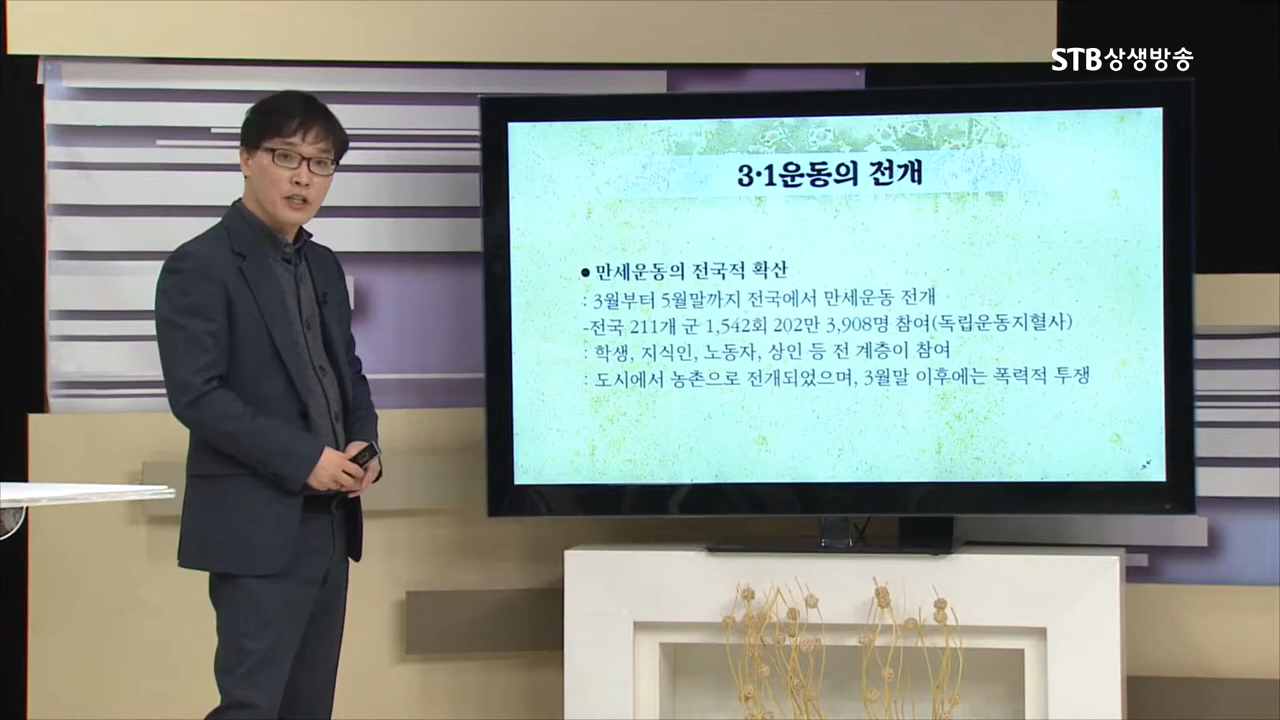 STB상생방송
3·1운동의 전개
● 만세운동의 전국적 확산
: 3월부터 5월말까지 전국에서 만세운동 전개
-전국 211개 군 1,542회 202만 3,908명 참여(독립운동지혈사)
: 학생, 지식인, 노동자, 상인 등 전 계층이 참여
: 도시에서 농촌으로 전개되었으며, 3월말 이후에는 폭력적 투쟁